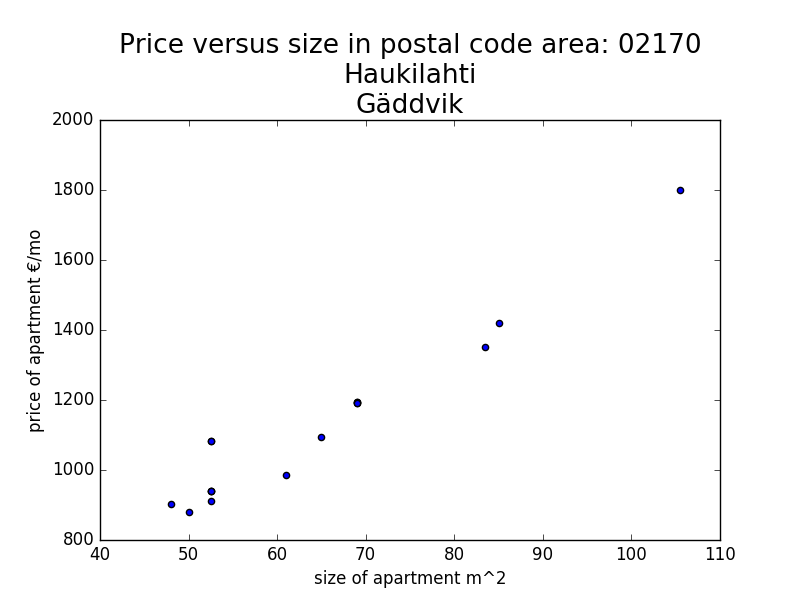 Price versus size in postal code area: 02170
Haukilahti
Gäddvik
2000
1800
1600
1400
1200
1000
800
price of apartment €/mo
40 50 60 70 80 90 100 110
size of apartment m^2